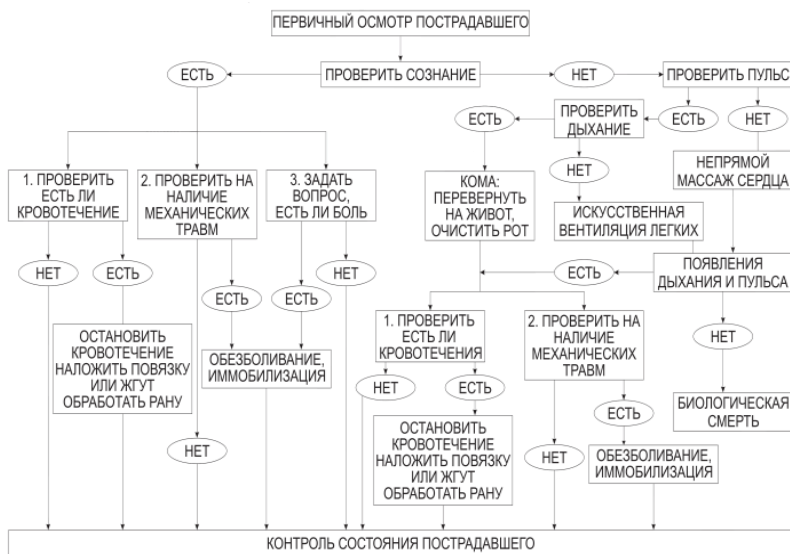 ПЕРВИЧНЫЙ ОСМОТР ПОСТРАДАВШЕГО
ЕСТЬ
ПРОВЕРИТЬ СОЗНАНИЕ
НЕТ
ПРОВЕРИТЬ ПУЛЬС
ЕСТЬ
ПРОВЕРИТЬ
ДЫХАНИЕ
ЕСТЬ
НЕТ
1. ПРОВЕРИТЬ
ЕСТЬ ЛИ
КРОВОТЕЧЕНИЕ
2. ПРОВЕРИТЬ НА
НАЛИЧИЕ
МЕХАНИЧЕСКИХ
ТРАВМ
3. ЗАДАТЬ
ВОПРОС,
ЕСТЬ ЛИ БОЛЬ
КОМА:
ПЕРЕВЕРНУТЬ
НА ЖИВОТ,
ОЧИСТИТЬ РОТ
НЕТ
НЕПРЯМОЙ
МАССАЖ СЕРДЦА
ИСКУССТВЕННАЯ
ВЕНТИЛЯЦИЯ ЛЕГКИХ
НЕТ
ЕСТЬ
ЕСТЬ
ЕСТЬ
НЕТ
ЕСТЬ
ПОЯВЛЕНИЯ
ДЫХАНИЯ И ПУЛЬСА
ОСТАНОВИТЬ
КРОВОТЕЧЕНИЕ
НАЛОЖИТЬ ПОВЯЗКУ
ИЛИ ЖГУТ
ОБРАБОТАТЬ РАНУ
ОБЕЗБОЛИВАНИЕ,
ИММОБИЛИЗАЦИЯ
1. ПРОВЕРИТЬ
ЕСТЬ ЛИ
КРОВОТЕЧЕНИЯ
2. ПРОВЕРИТЬ НА
НАЛИЧИЕ
МЕХАНИЧЕСКИХ
ТРАВМ
НЕТ
НЕТ
ЕСТЬ
ЕСТЬ
БИОЛОГИЧЕСКАЯ
СМЕРТЬ
НЕТ
ОСТАНОВИТЬ
КРОВОТЕЧЕНИЕ
НАЛОЖИТЬ ПОВЯЗКУ
ИЛИ ЖГУТ
ОБРАБОТАТЬ РАНУ
НЕТ
ОБЕЗБОЛИВАНИЕ,
ИММОБИЛИЗАЦИЯ
КОНТРОЛЬ СОСТОЯНИЯ ПОСТРАДАВШЕГО